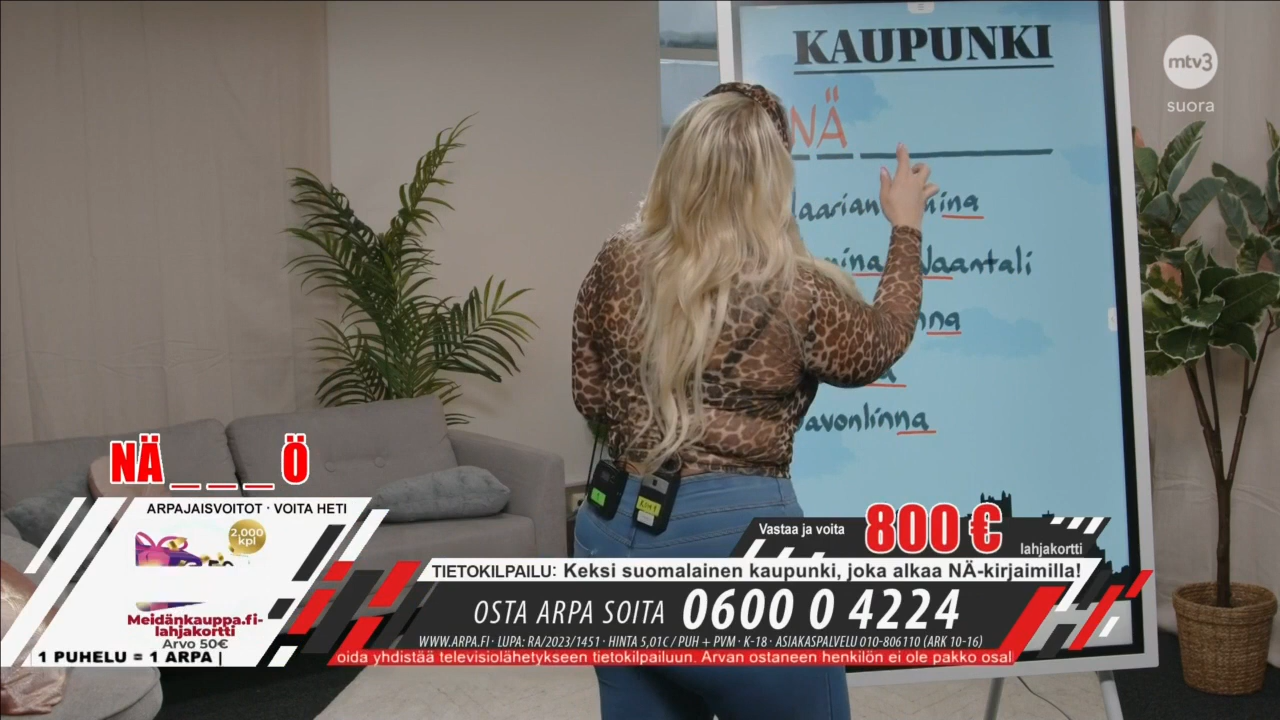 KAUPUNKI
mtv3
suora
NÄ
ina
Naantali
nna
Savonlinna
NÄ _ _ _ Ö
ARPAJAISVOITOT · VOITA HETI
2.000
kpl
Meidänkauppa.fi-
lahjakortti
Arvo 50€
1 PUHELU = 1 ARPA |
Vastaa ja voita 800 € lahjakortti
TIETOKILPAILU: Keksi suomalainen kaupunki, joka alkaa NÄ-kirjaimilla!
OSTA ARPA SOITA 0600 0 4224
WWW.ARPA.FI · LUPA: RA/2023/1451 · HINTA 5,01€ / PUH + PVM · K-18 · ASIAKASPALVELU 010-806110 (ARK 10-16)
oida yhdistää televisiolähetykseen tietokilpailuun. Arvan ostaneen henkilön ei ole pakko osal